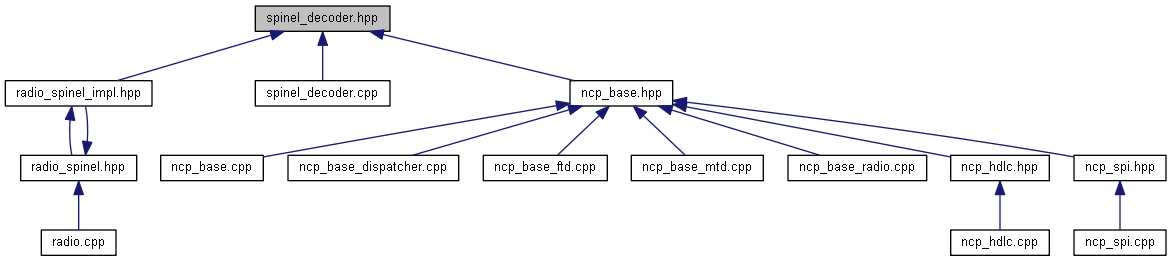 spinel_decoder.hpp
radio_spinel_impl.hpp
spinel_decoder.cpp
ncp_base.hpp
radio_spinel.hpp
ncp_base.cpp
ncp_base_dispatcher.cpp
ncp_base_ftd.cpp
ncp_base_mtd.cpp
ncp_base_radio.cpp
ncp_hdlc.hpp
ncp_spi.hpp
radio.cpp
ncp_hdlc.cpp
ncp_spi.cpp